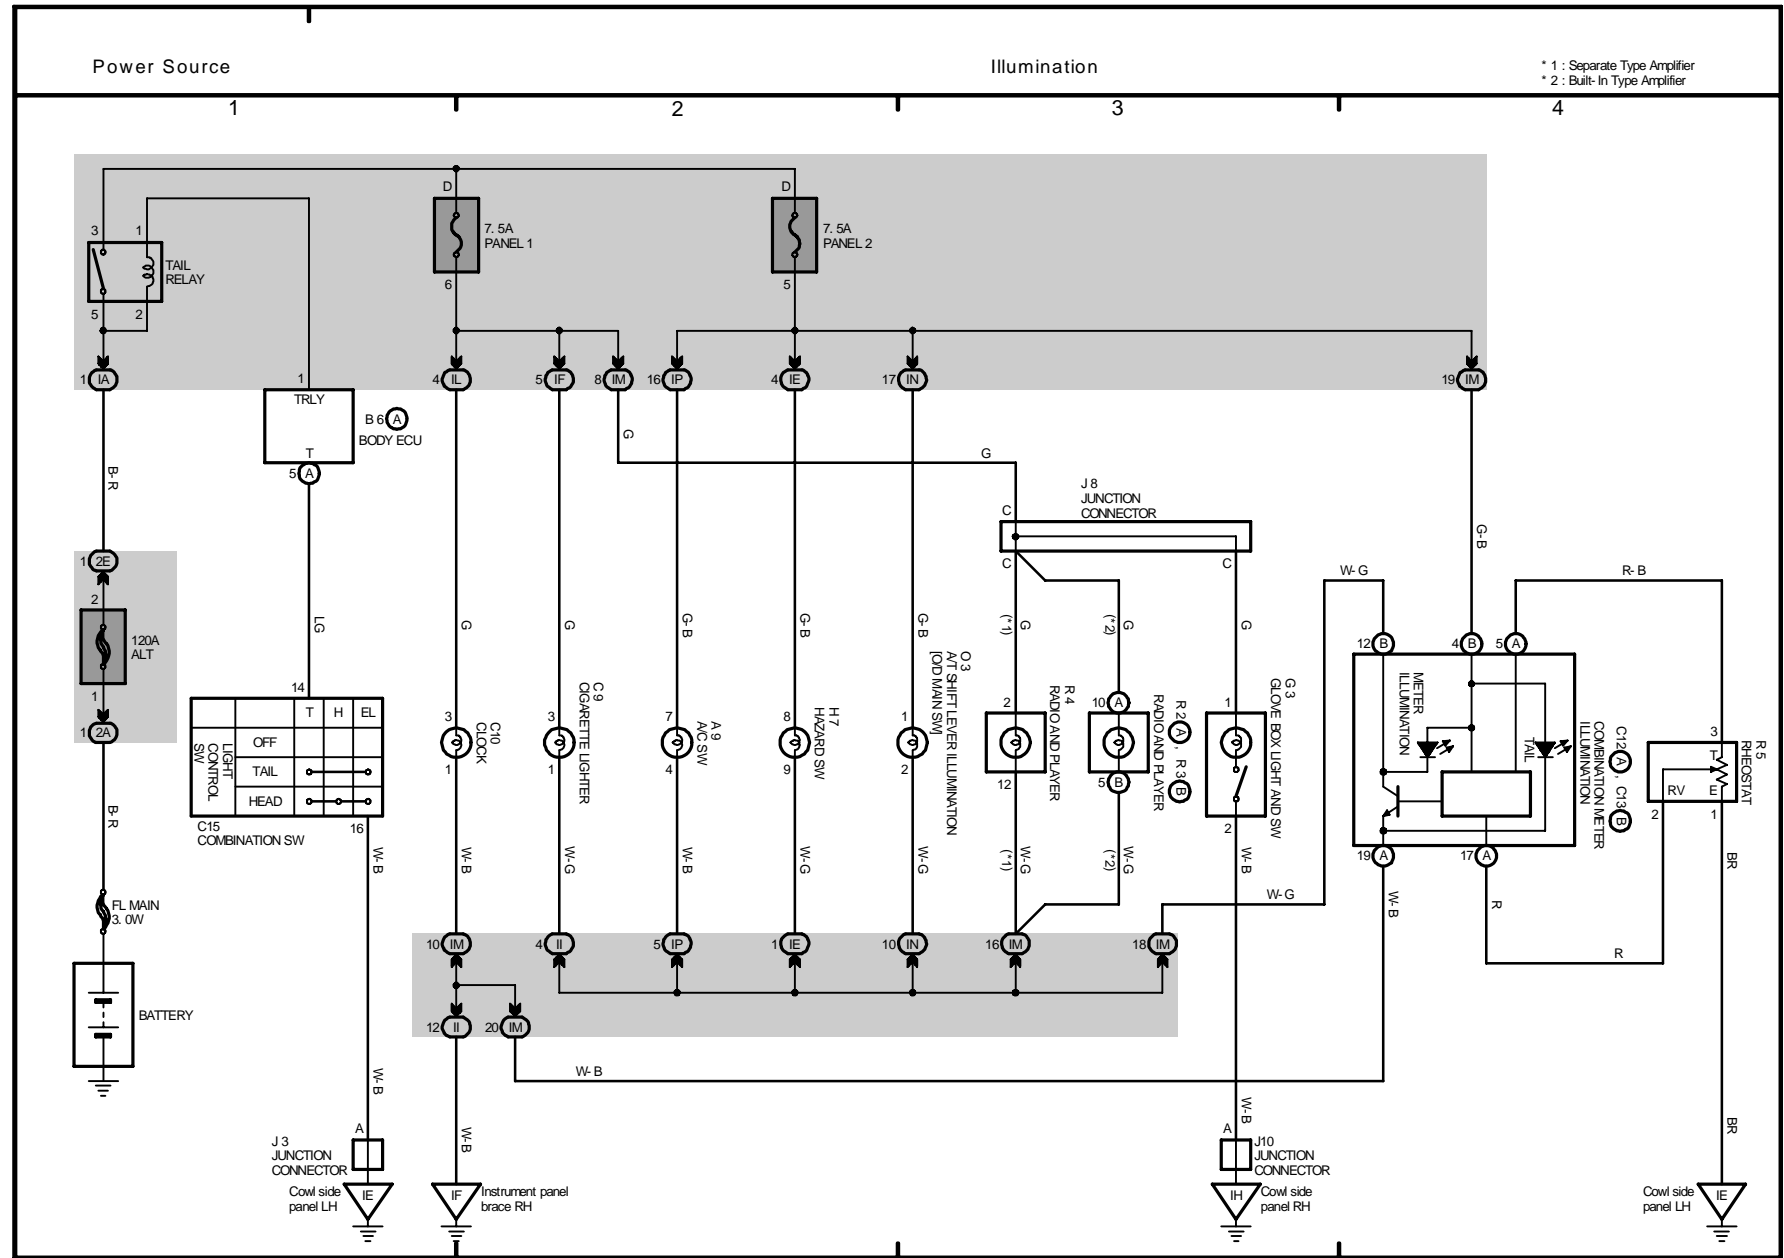 Power Source
Illumination
* 1 : Separate Type Amplifier
* 2 : Built- In Type Amplifier
1
2
3
4
D
D
7. 5A
PANEL 1
7. 5A
PANEL 2
3
1
TAIL
RELAY
5
2
6
5
1 IA
1
4 IL
5 IF
8 IM
16 IP
4 IE
17 IN
19 IM
TRLY
T
B 6 A
BODY ECU
5 A
G
G
J 8
JUNCTION
CONNECTOR
C
C
C
B- R
G- B
W- G
R- B
1 2E
2
120A
ALT
1
1 2A
LG
G
G
G- B
G- B
G- B
G
(*1)
G
(*2)
G
12 B
4 B
5 A
14
T H EL
OFF
TAIL
HEAD
LIGHT
CONTROL
SW
16
C15
COMBINATION SW
3
C10
CLOCK
1
3
C 9
CIGARETTE LIGHTER
1
7
A 9
A/C SW
4
8
H 7
HAZARD SW
9
1
O 3
A/T SHIFT LEVER ILLUMINATION
[O/D MAIN SW]
2
2
R 4
RADIO AND PLAYER
12
10 A
R 2 A , R 3 B
RADIO AND PLAYER
5 B
1
G 3
GLOVE BOX LIGHT AND SW
2
METER
ILLUMINATION
TAIL
C12 A , C13 B
COMBINATION METER
ILLUMINATION
3
T
RV
E
R 5
RHEOSTAT
2
1
19 A
17 A
B- R
W- B
W- B
W- G
W- B
W- G
W- G
W- G
(*1)
W- G
(*2)
W- B
W- G
W- B
R
BR
FL MAIN
3. 0W
R
10 IM
4 II
5 IP
1 IE
10 IN
16 IM
18 IM
BATTERY
12 II
20 IM
W- B
W- B
W- B
W- B
BR
A
J 3
JUNCTION
CONNECTOR
A
J10
JUNCTION
CONNECTOR
Cowl side
panel LH
IE
IF
Instrument panel
brace RH
IH
Cowl side
panel RH
Cowl side
panel LH
IE